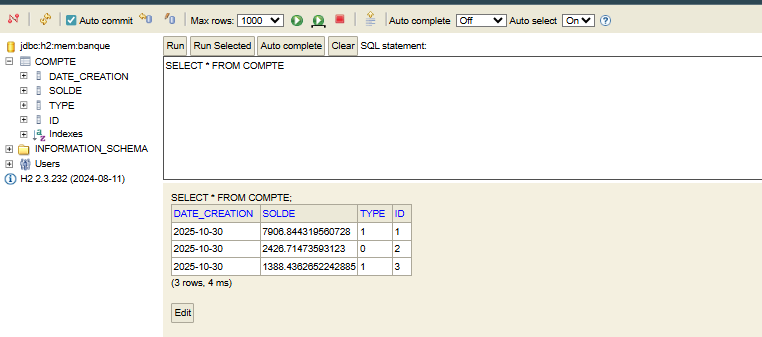 Auto commit Max rows: 1000 Auto complete Off Auto select On ?
jdbc:h2:mem:banque
COMPTE
DATE_CREATION
SOLDE
TYPE
ID
Indexes
INFORMATION_SCHEMA
Users
H2 2.3.232 (2024-08-11)
Run Run Selected Auto complete Clear SQL statement:
SELECT * FROM COMPTE
SELECT * FROM COMPTE;
DATE_CREATION SOLDE TYPE ID
2025-10-30 7906.844319560728 1 1
2025-10-30 2426.71473593123 0 2
2025-10-30 1388.4362652242885 1 3
(3 rows, 4 ms)
Edit